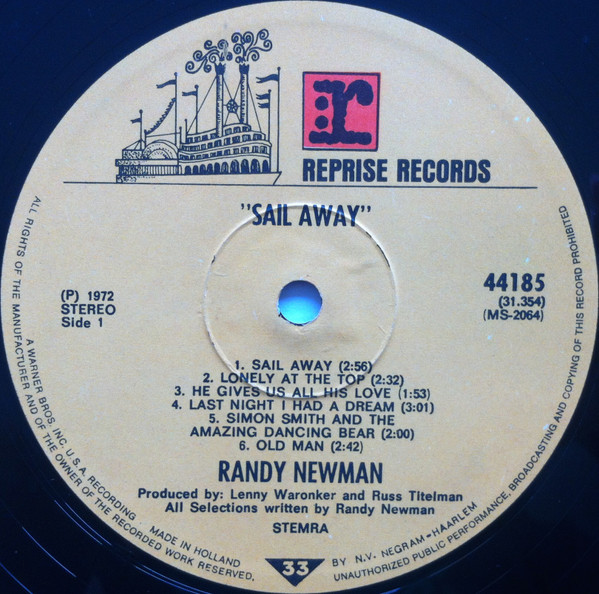 r
REPRISE RECORDS
"SAIL AWAY"
(P) 1972
STEREO
Side 1
44185
(31.354)
(MS-2064)
1. SAIL AWAY (2:56)
2. LONELY AT THE TOP (2:32)
3. HE GIVES US ALL HIS LOVE (1:53)
4. LAST NIGHT I HAD A DREAM (3:01)
5. SIMON SMITH AND THE
AMAZING DANCING BEAR (2:00)
6. OLD MAN (2:42)
RANDY NEWMAN
Produced by: Lenny Waronker and Russ Titelman
All Selections written by Randy Newman
STEMRA
ALL RIGHTS OF THE MANUFACTURER AND OF THE OWNER OF THE RECORDED WORK RESERVED.
A WARNER BROS. INC. U.S.A. RECORDING
MADE IN HOLLAND
33
BY N.V. NEGRAM-HAARLEM
UNAUTHORIZED PUBLIC PERFORMANCE, BROADCASTING AND COPYING OF THIS RECORD PROHIBITED